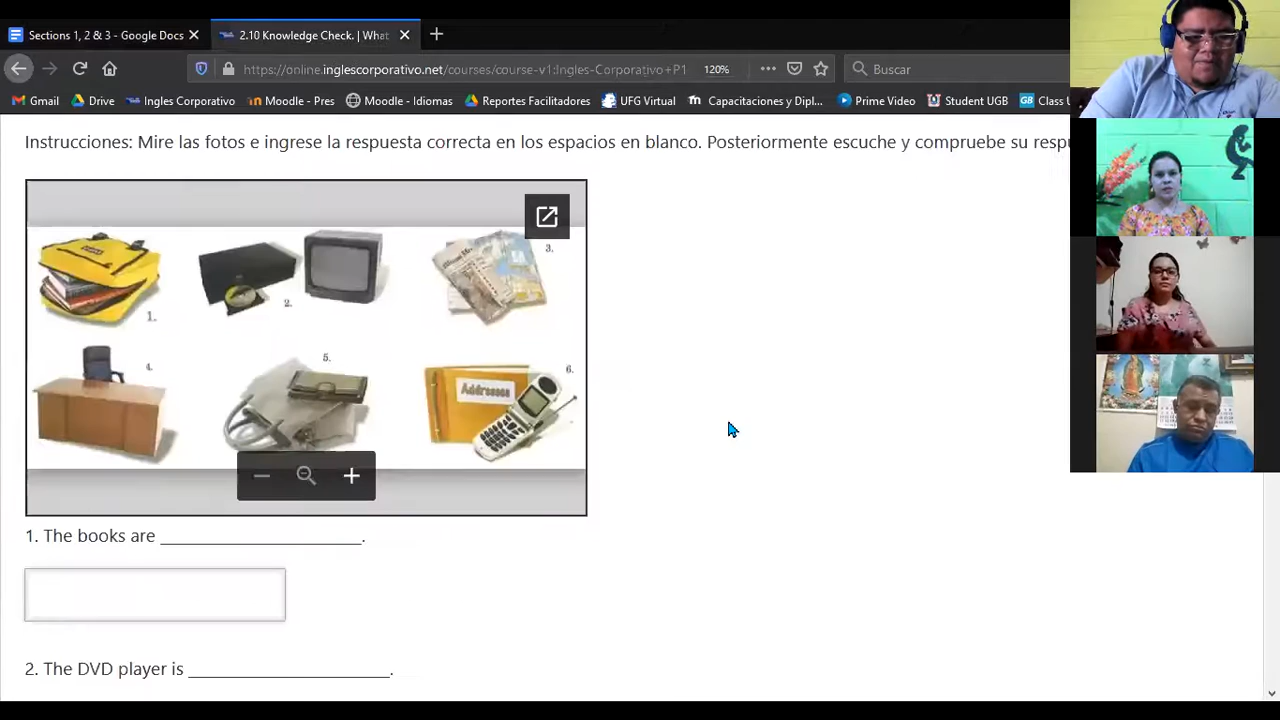 Sections 1, 2 & 3 - Google Docs
2.10 Knowledge Check. | What
https://online.inglescorporativo.net/courses/course-v1:Ingles-Corporativo+P1
120%
Buscar
Gmail
Drive
Ingles Corporativo
Moodle - Pres
Moodle - Idiomas
Reportes Facilitadores
UFG Virtual
Capacitaciones y Dipl...
Prime Video
Student UGB
Class
Instrucciones: Mire las fotos e ingrese la respuesta correcta en los espacios en blanco. Posteriormente escuche y compruebe su respu
1.
2.
3.
4.
5.
6.
Addresses
1. The books are ____________________.
2. The DVD player is ____________________.